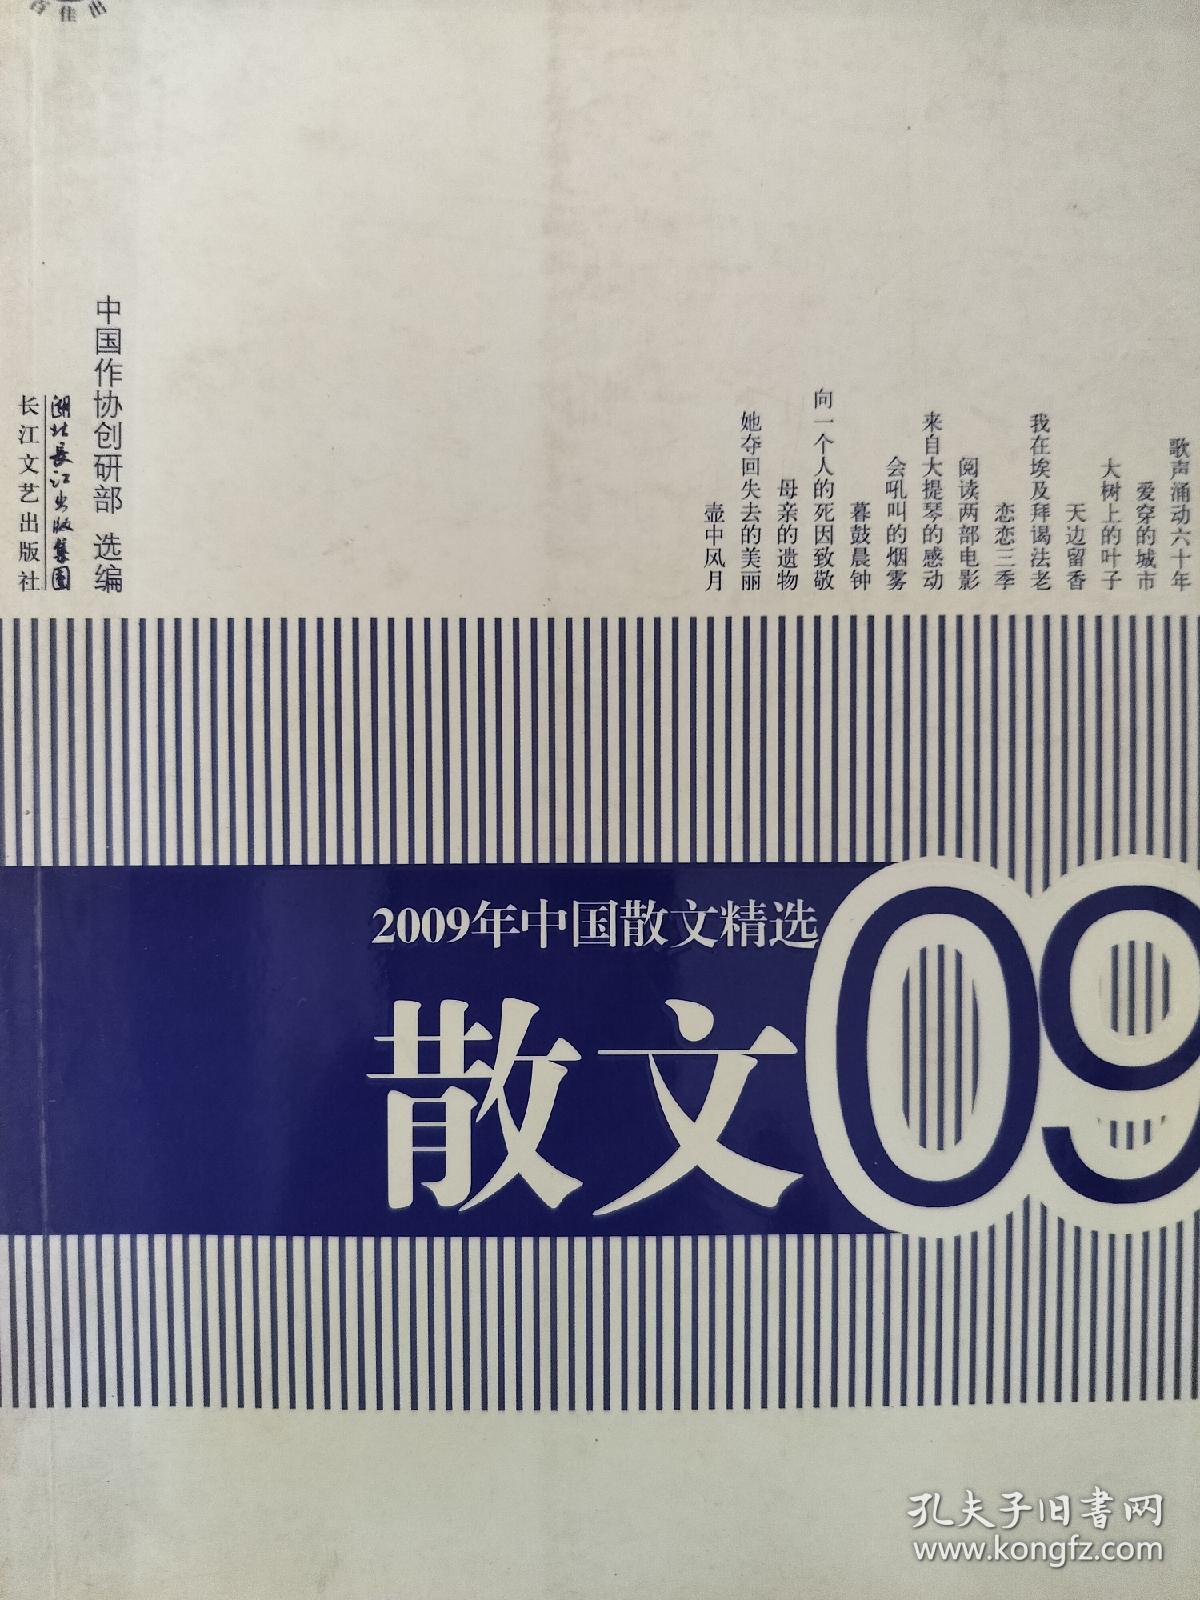 百佳出
歌声涌动六十年
爱穿的城市
大树上的叶子
天边留香
我在埃及拜谒法老
恋恋三季
阅读两部电影
来自大提琴的感动
会吼叫的烟雾
暮鼓晨钟
向一个人的死因致敬
母亲的遗物
她夺回失去的美丽
壶中风月
中国作协创研部 选编
湖北長江出版集團
长江文艺出版社
2009年中国散文精选
散文09
孔夫子旧书网
www.kongfz.com